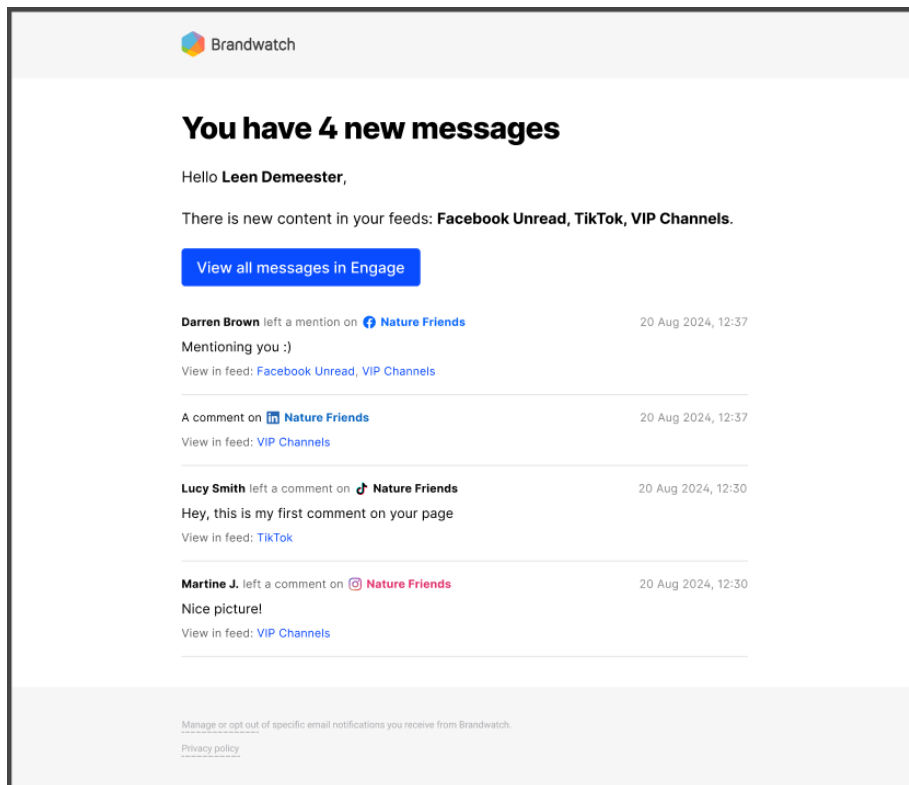 Brandwatch
You have 4 new messages
Hello Leen Demeester,
There is new content in your feeds: Facebook Unread, TikTok, VIP Channels.
View all messages in Engage
Darren Brown left a mention on Nature Friends 20 Aug 2024, 12:37
Mentioning you :)
View in feed: Facebook Unread, VIP Channels
A comment on Nature Friends 20 Aug 2024, 12:37
View in feed: VIP Channels
Lucy Smith left a comment on Nature Friends 20 Aug 2024, 12:30
Hey, this is my first comment on your page
View in feed: TikTok
Martine J. left a comment on Nature Friends 20 Aug 2024, 12:30
Nice picture!
View in feed: VIP Channels
Manage or opt out of specific email notifications you receive from Brandwatch.
Privacy policy